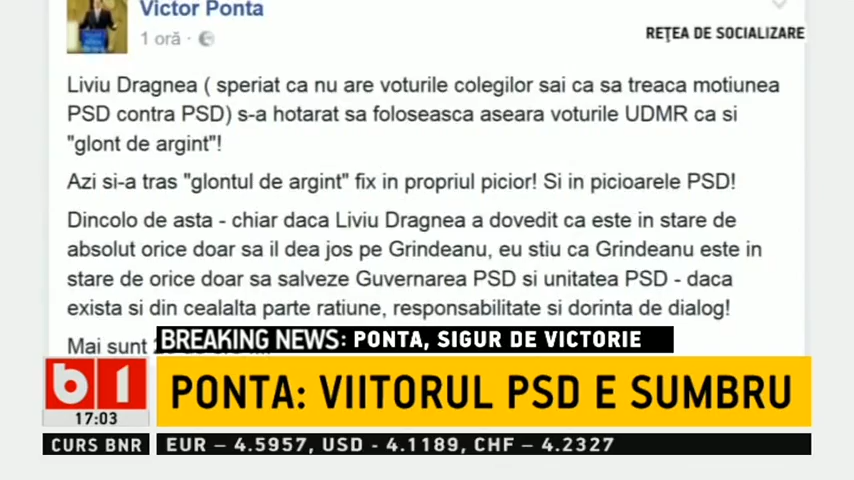 Victor Ponta
1 oră ·
REȚEA DE SOCIALIZARE
Liviu Dragnea ( speriat ca nu are voturile colegilor sai ca sa treaca motiunea
PSD contra PSD) s-a hotarat sa foloseasca aseara voturile UDMR ca si
"glont de argint"!
Azi si-a tras "glontul de argint" fix in propriul picior! Si in picioarele PSD!
Dincolo de asta - chiar daca Liviu Dragnea a dovedit ca este in stare de
absolut orice doar sa il dea jos pe Grindeanu, eu stiu ca Grindeanu este in
stare de orice doar sa salveze Guvernarea PSD si unitatea PSD - daca
exista si din cealalta parte ratiune, responsabilitate si dorinta de dialog!
Mai sunt
BREAKING NEWS: PONTA, SIGUR DE VICTORIE
b1
PONTA: VIITORUL PSD E SUMBRU
17:03
CURS BNR
EUR – 4.5957, USD - 4.1189, CHF – 4.2327